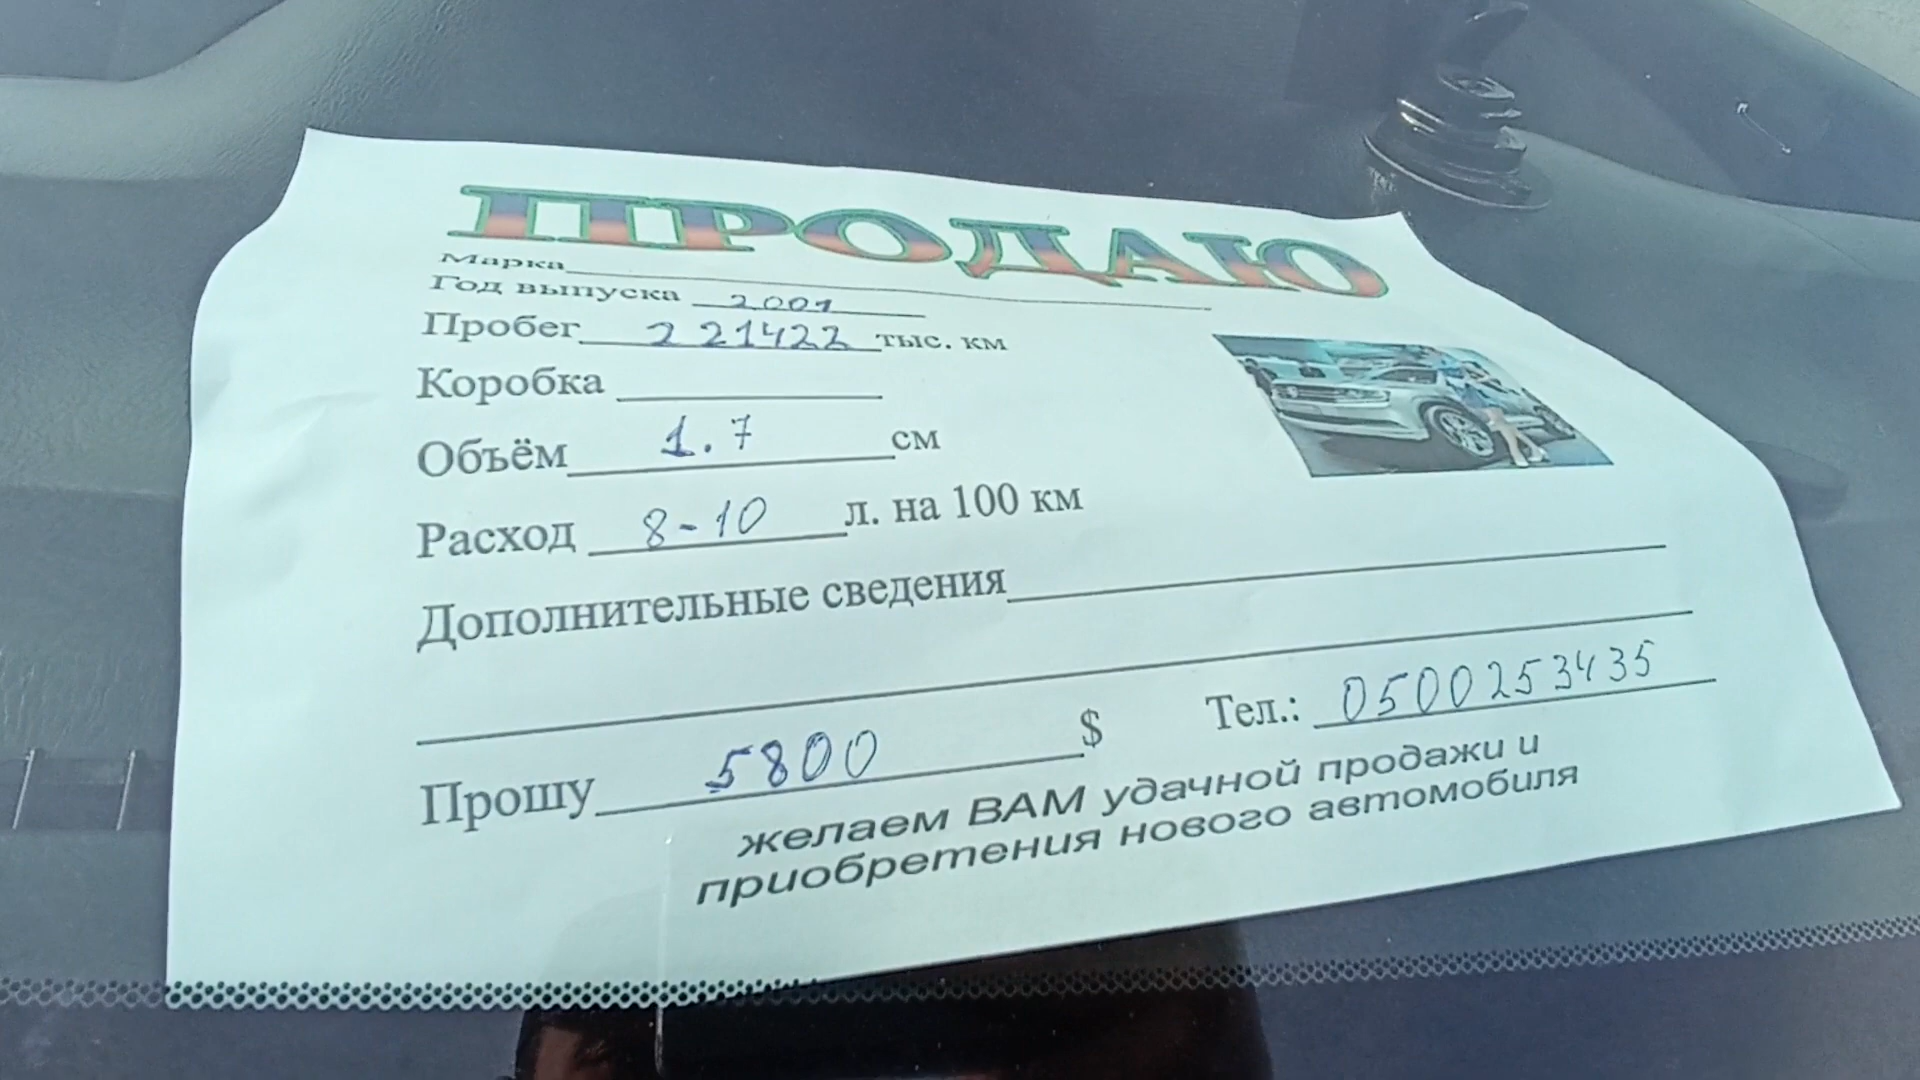 ПРОДАЮ
Марка
Год выпуска 2001
Пробег 221422 тыс. км
Коробка
Объём 1.7 см
Расход 8-10 л. на 100 км
Дополнительные сведения
Прошу 5800 $ Тел.: 0500253435
желаем ВАМ удачной продажи и
приобретения нового автомобиля